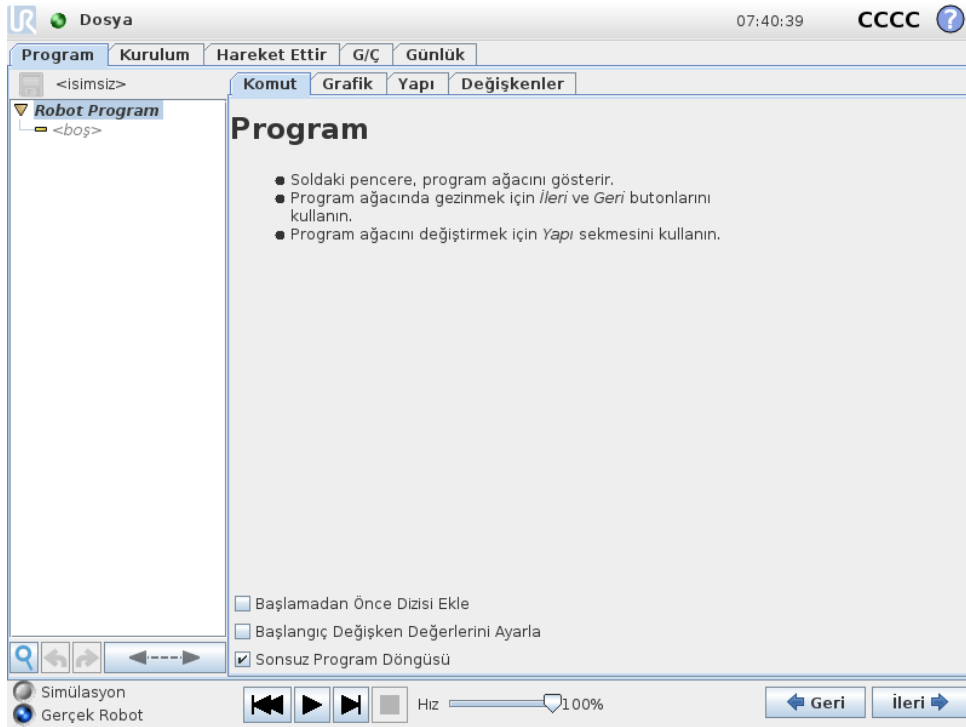 Dosya 07:40:39 CCCC ?
Program Kurulum Hareket Ettir G/Ç Günlük
<isimsiz>
Komut Grafik Yapı Değişkenler
Robot Program
<boş>
Program
Soldaki pencere, program ağacını gösterir.
Program ağacında gezinmek için İleri ve Geri butonlarını
kullanın.
Program ağacını değiştirmek için Yapı sekmesini kullanın.
Başlamadan Önce Dizisi Ekle
Başlangıç Değişken Değerlerini Ayarla
Sonsuz Program Döngüsü
Simülasyon
Gerçek Robot
Hız 100%
Geri İleri